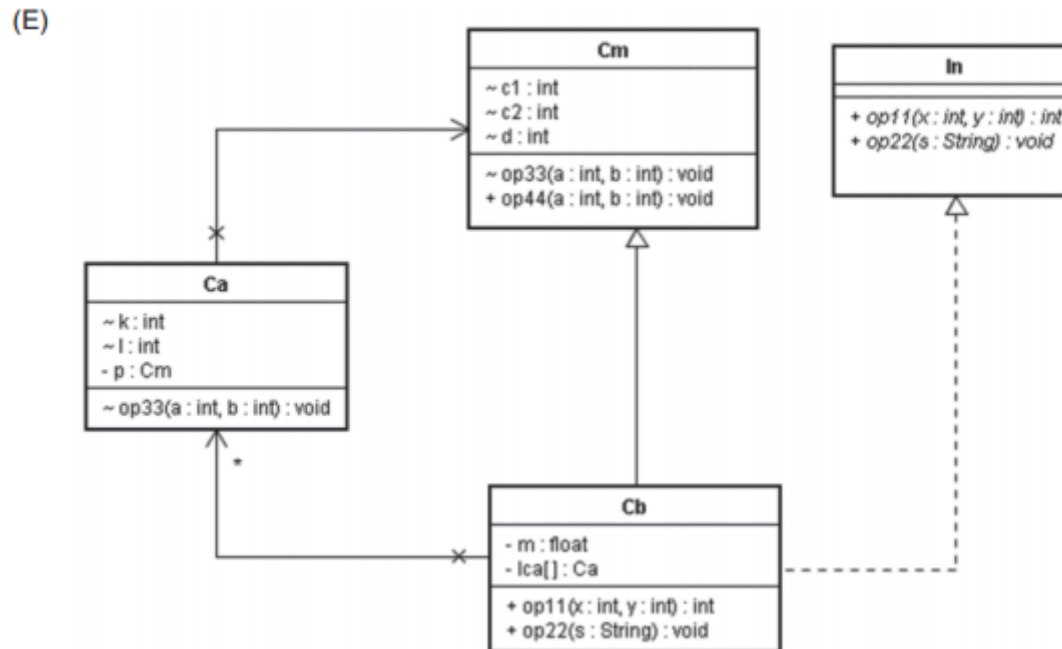 (E)
Cm
~ c1 : int
~ c2 : int
~ d : int
~ op33(a : int, b : int) : void
+ op44(a : int, b : int) : void
In
+ op11(x : int, y : int) : int
+ op22(s : String) : void
Ca
~ k : int
~ l : int
- p : Cm
~ op33(a : int, b : int) : void
*
Cb
- m : float
- lca[] : Ca
+ op11(x : int, y : int) : int
+ op22(s : String) : void